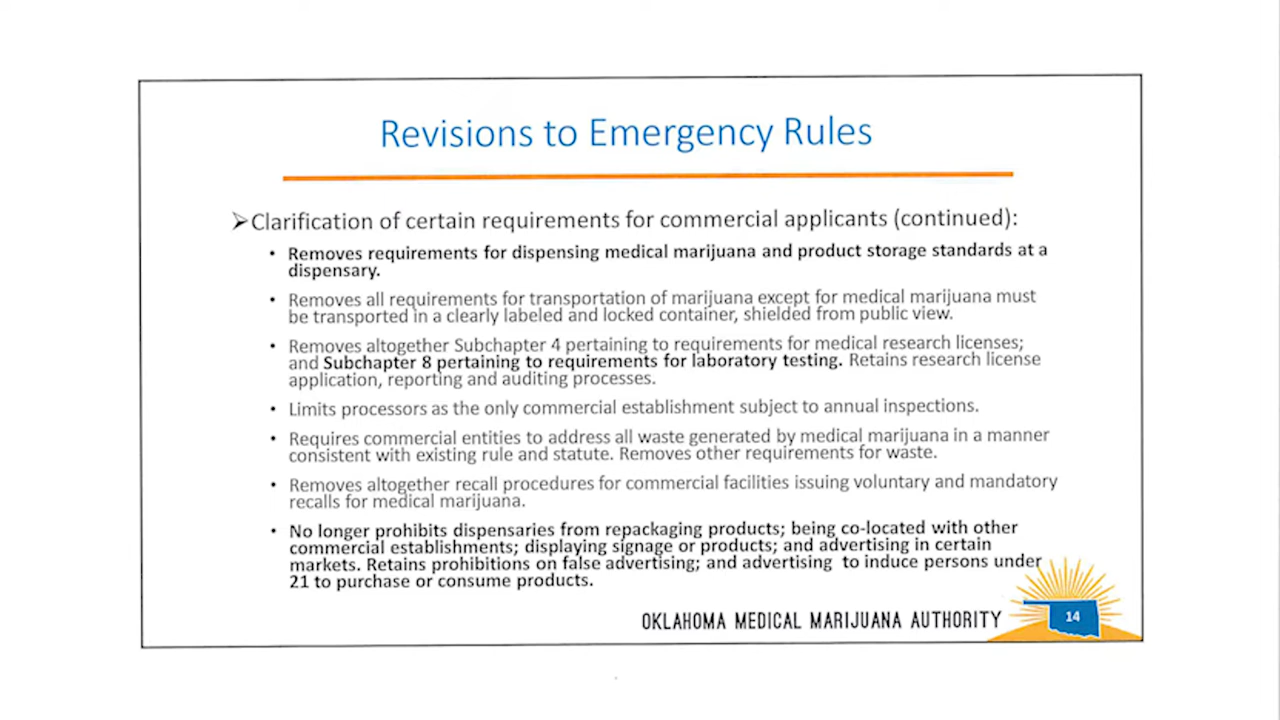 Revisions to Emergency Rules
➢Clarification of certain requirements for commercial applicants (continued):
• Removes requirements for dispensing medical marijuana and product storage standards at a
dispensary.
• Removes all requirements for transportation of marijuana except for medical marijuana must
be transported in a clearly labeled and locked container, shielded from public view.
• Removes altogether Subchapter 4 pertaining to requirements for medical research licenses;
and Subchapter 8 pertaining to requirements for laboratory testing. Retains research license
application, reporting and auditing processes.
• Limits processors as the only commercial establishment subject to annual inspections.
• Requires commercial entities to address all waste generated by medical marijuana in a manner
consistent with existing rule and statute. Removes other requirements for waste.
• Removes altogether recall procedures for commercial facilities issuing voluntary and mandatory
recalls for medical marijuana.
• No longer prohibits dispensaries from repackaging products; being co-located with other
commercial establishments; displaying signage or products; and advertising in certain
markets. Retains prohibitions on false advertising; and advertising to induce persons under
21 to purchase or consume products.
OKLAHOMA MEDICAL MARIJUANA AUTHORITY
14